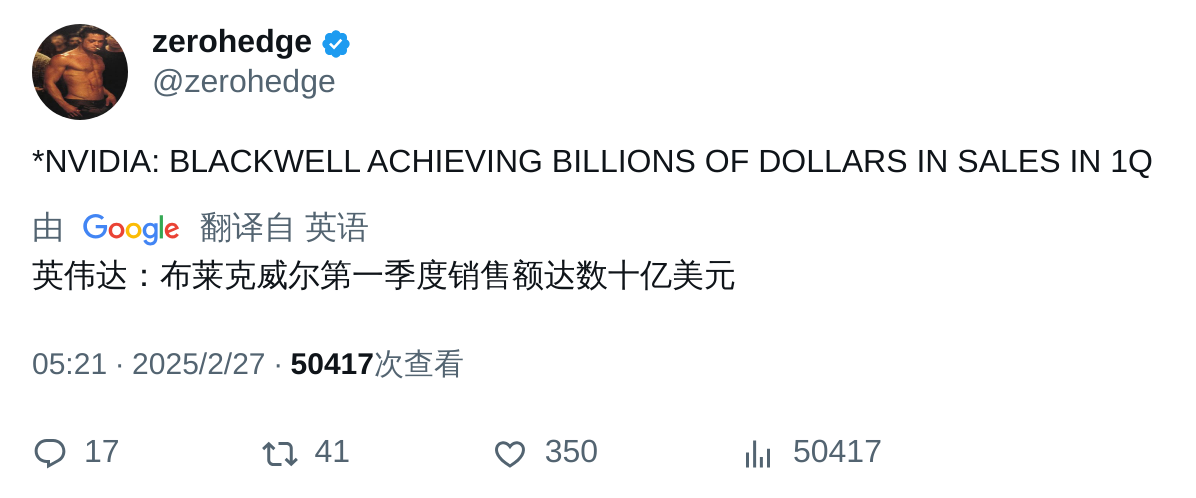 zerohedge
@zerohedge
*NVIDIA: BLACKWELL ACHIEVING BILLIONS OF DOLLARS IN SALES IN 1Q
由 Google 翻译自 英语
英伟达：布莱克威尔第一季度销售额达数十亿美元
05:21 · 2025/2/27 · 50417次查看
17 41 350 50417